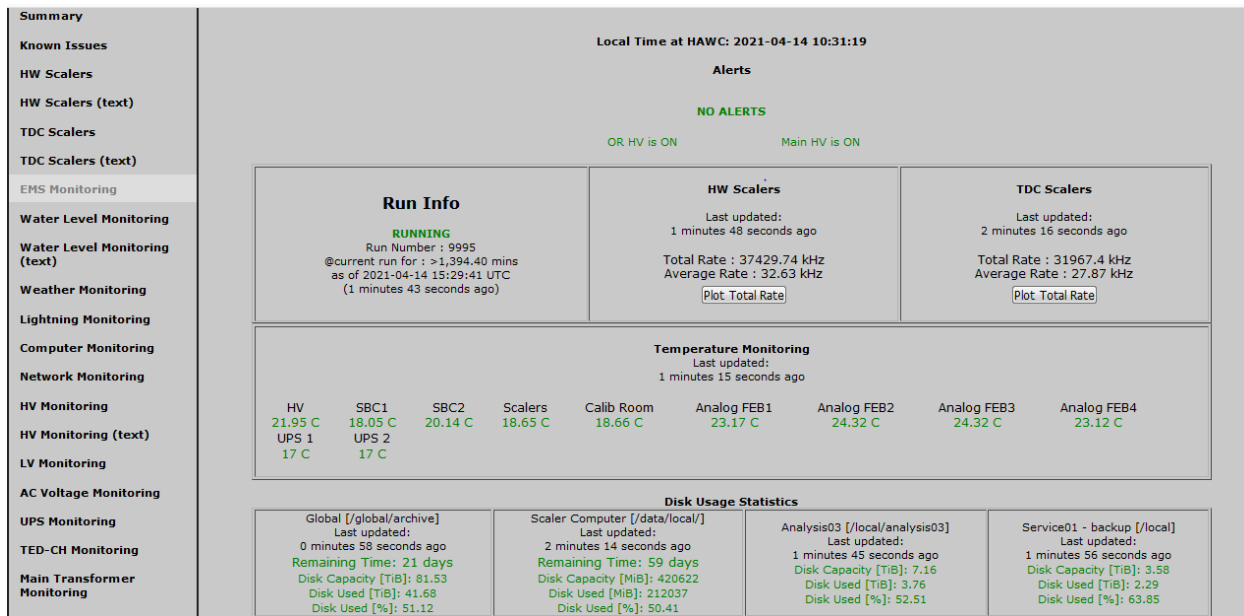 Summary
Known Issues
HW Scalers
HW Scalers (text)
TDC Scalers
TDC Scalers (text)
EMS Monitoring
Water Level Monitoring
Water Level Monitoring
(text)
Weather Monitoring
Lightning Monitoring
Computer Monitoring
Network Monitoring
HV Monitoring
HV Monitoring (text)
LV Monitoring
AC Voltage Monitoring
UPS Monitoring
TED-CH Monitoring
Main Transformer
Monitoring
Local Time at HAWC: 2021-04-14 10:31:19
Alerts
NO ALERTS
OR HV is ON Main HV is ON
Run Info
RUNNING
Run Number : 9995
@current run for : >1,394.40 mins
as of 2021-04-14 15:29:41 UTC
(1 minutes 43 seconds ago)
HW Scalers
Last updated:
1 minutes 48 seconds ago
Total Rate : 37429.74 kHz
Average Rate : 32.63 kHz
Plot Total Rate
TDC Scalers
Last updated:
2 minutes 16 seconds ago
Total Rate : 31967.4 kHz
Average Rate : 27.87 kHz
Plot Total Rate
Temperature Monitoring
Last updated:
1 minutes 15 seconds ago
HV SBC1 SBC2 Scalers Calib Room Analog FEB1 Analog FEB2 Analog FEB3 Analog FEB4
21.95 C 18.05 C 20.14 C 18.65 C 18.66 C 23.17 C 24.32 C 24.32 C 23.12 C
UPS 1 UPS 2
17 C 17 C
Disk Usage Statistics
Global [/global/archive]
Last updated:
0 minutes 58 seconds ago
Remaining Time: 21 days
Disk Capacity [TiB]: 81.53
Disk Used [TiB]: 41.68
Disk Used [%]: 51.12
Scaler Computer [/data/local/]
Last updated:
2 minutes 14 seconds ago
Remaining Time: 59 days
Disk Capacity [MiB]: 420622
Disk Used [MiB]: 212037
Disk Used [%]: 50.41
Analysis03 [/local/analysis03]
Last updated:
1 minutes 45 seconds ago
Disk Capacity [TiB]: 7.16
Disk Used [TiB]: 3.76
Disk Used [%]: 52.51
Service01 - backup [/local]
Last updated:
1 minutes 56 seconds ago
Disk Capacity [TiB]: 3.58
Disk Used [TiB]: 2.29
Disk Used [%]: 63.85